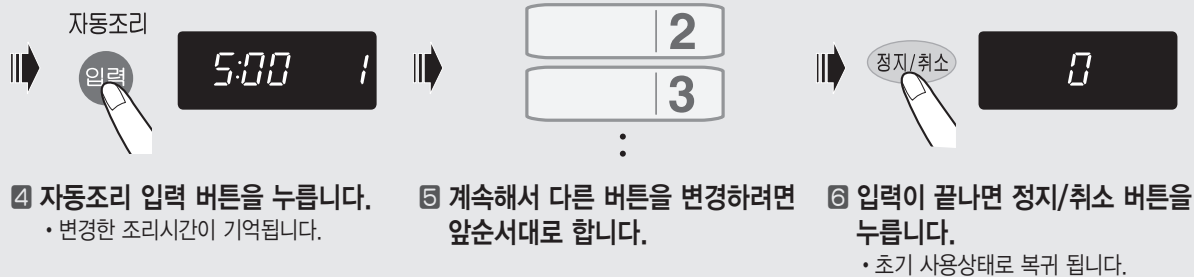 자동조리
입력
5:00 1
2
3
:
정지/취소
0
4 자동조리 입력 버튼을 누릅니다.
• 변경한 조리시간이 기억됩니다.
5 계속해서 다른 버튼을 변경하려면
앞순서대로 합니다.
6 입력이 끝나면 정지/취소 버튼을
누릅니다.
• 초기 사용상태로 복귀 됩니다.